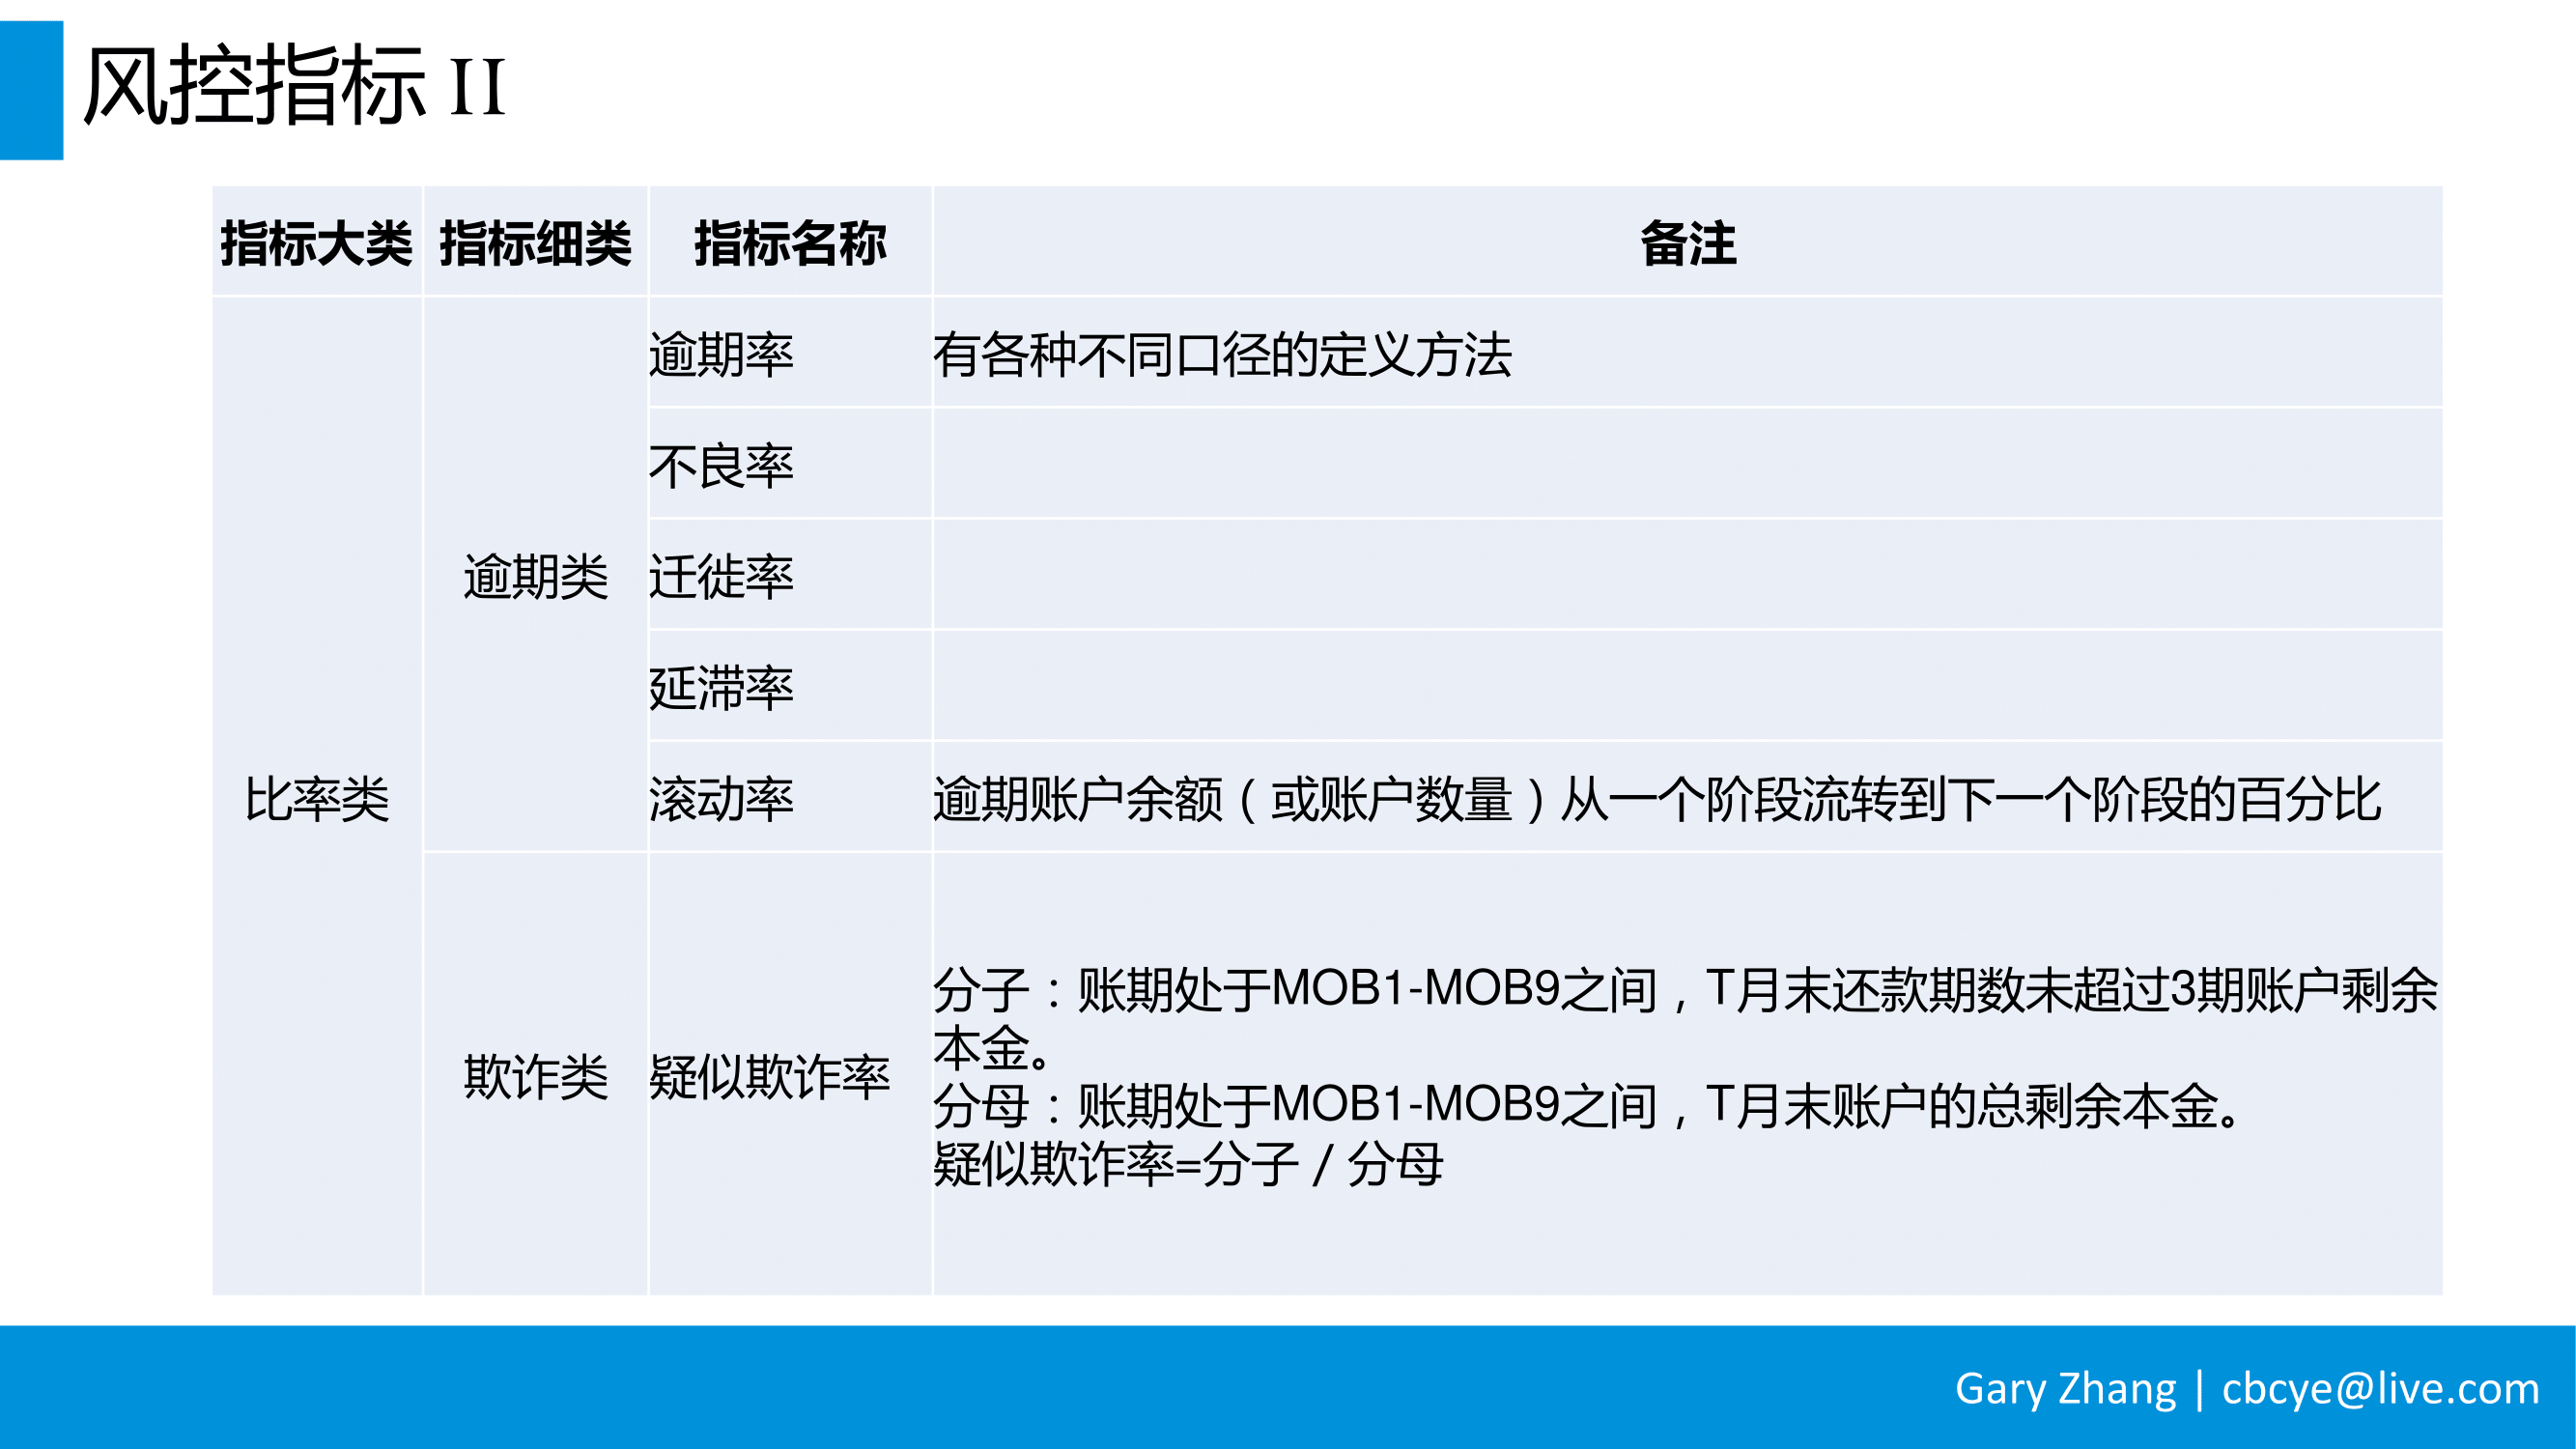 风控指标 II
指标大类 指标细类 指标名称 备注
逾期率 有各种不同口径的定义方法
不良率
逾期类 迁徙率
延滞率
比率类 滚动率 逾期账户余额（或账户数量）从一个阶段流转到下一个阶段的百分比
分子：账期处于MOB1-MOB9之间，T月末还款期数未超过3期账户剩余
本金。
欺诈类 疑似欺诈率
分母：账期处于MOB1-MOB9之间，T月末账户的总剩余本金。
疑似欺诈率=分子 / 分母
Gary Zhang | cbcye@live.com